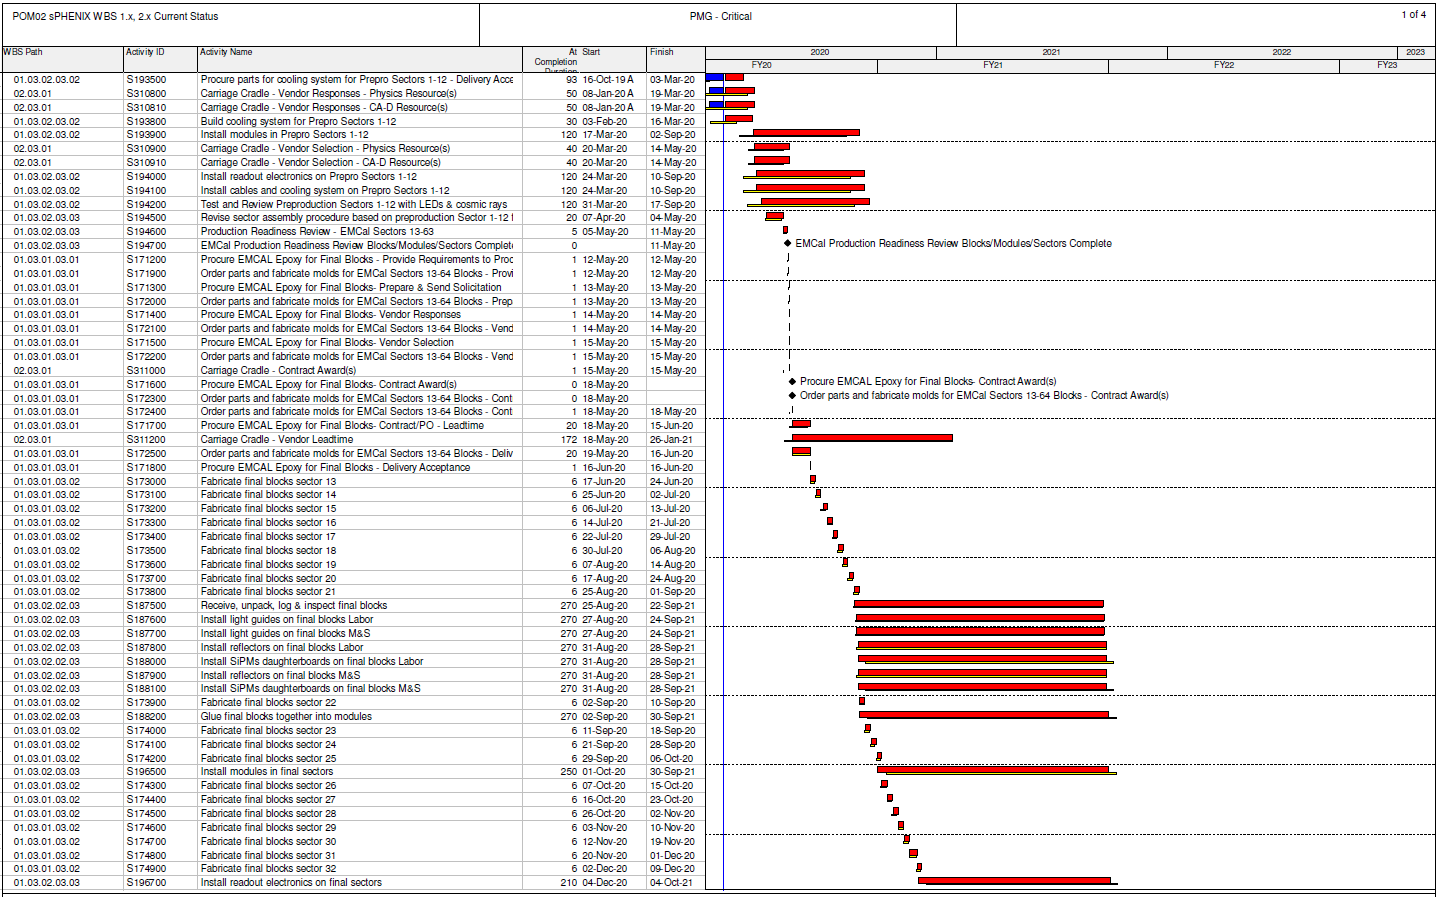 POM02 sPHENIX WBS 1.x, 2.x Current Status PMG - Critical 1 of 4
WBS Path Activity ID Activity Name At Completion Duration Start Finish 2020 2021 2022 2023
FY20 FY21 FY22 FY23
01.03.02.03.02 S193500 Procure parts for cooling system for Prepro Sectors 1-12 - Delivery Acce 93 16-Oct-19 A 03-Mar-20
02.03.01 S310800 Carriage Cradle - Vendor Responses - Physics Resource(s) 50 08-Jan-20 A 19-Mar-20
02.03.01 S310810 Carriage Cradle - Vendor Responses - CA-D Resource(s) 50 08-Jan-20 A 19-Mar-20
01.03.02.03.02 S193800 Build cooling system for Prepro Sectors 1-12 30 03-Feb-20 16-Mar-20
01.03.02.03.02 S193900 Install modules in Prepro Sectors 1-12 120 17-Mar-20 02-Sep-20
02.03.01 S310900 Carriage Cradle - Vendor Selection - Physics Resource(s) 40 20-Mar-20 14-May-20
02.03.01 S310910 Carriage Cradle - Vendor Selection - CA-D Resource(s) 40 20-Mar-20 14-May-20
01.03.02.03.02 S194000 Install readout electronics on Prepro Sectors 1-12 120 24-Mar-20 10-Sep-20
01.03.02.03.02 S194100 Install cables and cooling system on Prepro Sectors 1-12 120 24-Mar-20 10-Sep-20
01.03.02.03.02 S194200 Test and Review Preproduction Sectors 1-12 with LEDs & cosmic rays 120 31-Mar-20 17-Sep-20
01.03.02.02.03 S194500 Revise sector assembly procedure based on preproduction Sector 1-12 20 07-Apr-20 04-May-20
01.03.02.02.03 S194600 Production Readiness Review - EMCal Sectors 13-63 5 05-May-20 11-May-20
01.03.02.02.03 S194700 EMCal Production Readiness Review Blocks/Modules/Sectors Complete 0 11-May-20 EMCal Production Readiness Review Blocks/Modules/Sectors Complete
01.03.01.03.01 S171200 Procure EMCAL Epoxy for Final Blocks - Provide Requirements to Proc 1 12-May-20 12-May-20
01.03.01.03.01 S171900 Order parts and fabricate molds for EMCal Sectors 13-64 Blocks - Provi 1 12-May-20 12-May-20
01.03.01.03.01 S171300 Procure EMCAL Epoxy for Final Blocks- Prepare & Send Solicitation 1 13-May-20 13-May-20
01.03.01.03.01 S172000 Order parts and fabricate molds for EMCal Sectors 13-64 Blocks - Prep 1 13-May-20 13-May-20
01.03.01.03.01 S171400 Procure EMCAL Epoxy for Final Blocks- Vendor Responses 1 14-May-20 14-May-20
01.03.01.03.01 S172100 Order parts and fabricate molds for EMCal Sectors 13-64 Blocks - Vend 1 14-May-20 14-May-20
01.03.01.03.01 S171500 Procure EMCAL Epoxy for Final Blocks- Vendor Selection 1 15-May-20 15-May-20
01.03.01.03.01 S172200 Order parts and fabricate molds for EMCal Sectors 13-64 Blocks - Vend 1 15-May-20 15-May-20
02.03.01 S311000 Carriage Cradle - Contract Award(s) 1 15-May-20 15-May-20
01.03.01.03.01 S171600 Procure EMCAL Epoxy for Final Blocks- Contract Award(s) 0 18-May-20 Procure EMCAL Epoxy for Final Blocks- Contract Award(s)
01.03.01.03.01 S172300 Order parts and fabricate molds for EMCal Sectors 13-64 Blocks - Cont 0 18-May-20 Order parts and fabricate molds for EMCal Sectors 13-64 Blocks - Contract Award(s)
01.03.01.03.01 S172400 Order parts and fabricate molds for EMCal Sectors 13-64 Blocks - Cont 1 18-May-20 18-May-20
01.03.01.03.01 S171700 Procure EMCAL Epoxy for Final Blocks- Contract/PO - Leadtime 20 18-May-20 15-Jun-20
02.03.01 S311200 Carriage Cradle - Vendor Leadtime 172 18-May-20 26-Jan-21
01.03.01.03.01 S172500 Order parts and fabricate molds for EMCal Sectors 13-64 Blocks - Deliv 20 19-May-20 16-Jun-20
01.03.01.03.01 S171800 Procure EMCAL Epoxy for Final Blocks - Delivery Acceptance 1 16-Jun-20 16-Jun-20
01.03.01.03.02 S173000 Fabricate final blocks sector 13 6 17-Jun-20 24-Jun-20
01.03.01.03.02 S173100 Fabricate final blocks sector 14 6 25-Jun-20 02-Jul-20
01.03.01.03.02 S173200 Fabricate final blocks sector 15 6 06-Jul-20 13-Jul-20
01.03.01.03.02 S173300 Fabricate final blocks sector 16 6 14-Jul-20 21-Jul-20
01.03.01.03.02 S173400 Fabricate final blocks sector 17 6 22-Jul-20 29-Jul-20
01.03.01.03.02 S173500 Fabricate final blocks sector 18 6 30-Jul-20 06-Aug-20
01.03.01.03.02 S173600 Fabricate final blocks sector 19 6 07-Aug-20 14-Aug-20
01.03.01.03.02 S173700 Fabricate final blocks sector 20 6 17-Aug-20 24-Aug-20
01.03.01.03.02 S173800 Fabricate final blocks sector 21 6 25-Aug-20 01-Sep-20
01.03.02.02.03 S187500 Receive, unpack, log & inspect final blocks 270 25-Aug-20 22-Sep-21
01.03.02.02.03 S187600 Install light guides on final blocks Labor 270 27-Aug-20 24-Sep-21
01.03.02.02.03 S187700 Install light guides on final blocks M&S 270 27-Aug-20 24-Sep-21
01.03.02.02.03 S187800 Install reflectors on final blocks Labor 270 31-Aug-20 28-Sep-21
01.03.02.02.03 S188000 Install SiPMs daughterboards on final blocks Labor 270 31-Aug-20 28-Sep-21
01.03.02.02.03 S187900 Install reflectors on final blocks M&S 270 31-Aug-20 28-Sep-21
01.03.02.02.03 S188100 Install SiPMs daughterboards on final blocks M&S 270 31-Aug-20 28-Sep-21
01.03.01.03.02 S173900 Fabricate final blocks sector 22 6 02-Sep-20 10-Sep-20
01.03.02.02.03 S188200 Glue final blocks together into modules 270 02-Sep-20 30-Sep-21
01.03.01.03.02 S174000 Fabricate final blocks sector 23 6 11-Sep-20 18-Sep-20
01.03.01.03.02 S174100 Fabricate final blocks sector 24 6 21-Sep-20 28-Sep-20
01.03.01.03.02 S174200 Fabricate final blocks sector 25 6 29-Sep-20 06-Oct-20
01.03.02.03.03 S196500 Install modules in final sectors 250 01-Oct-20 30-Sep-21
01.03.01.03.02 S174300 Fabricate final blocks sector 26 6 07-Oct-20 15-Oct-20
01.03.01.03.02 S174400 Fabricate final blocks sector 27 6 16-Oct-20 23-Oct-20
01.03.01.03.02 S174500 Fabricate final blocks sector 28 6 26-Oct-20 02-Nov-20
01.03.01.03.02 S174600 Fabricate final blocks sector 29 6 03-Nov-20 10-Nov-20
01.03.01.03.02 S174700 Fabricate final blocks sector 30 6 12-Nov-20 19-Nov-20
01.03.01.03.02 S174800 Fabricate final blocks sector 31 6 20-Nov-20 01-Dec-20
01.03.01.03.02 S174900 Fabricate final blocks sector 32 6 02-Dec-20 09-Dec-20
01.03.02.03.03 S196700 Install readout electronics on final sectors 210 04-Dec-20 04-Oct-21